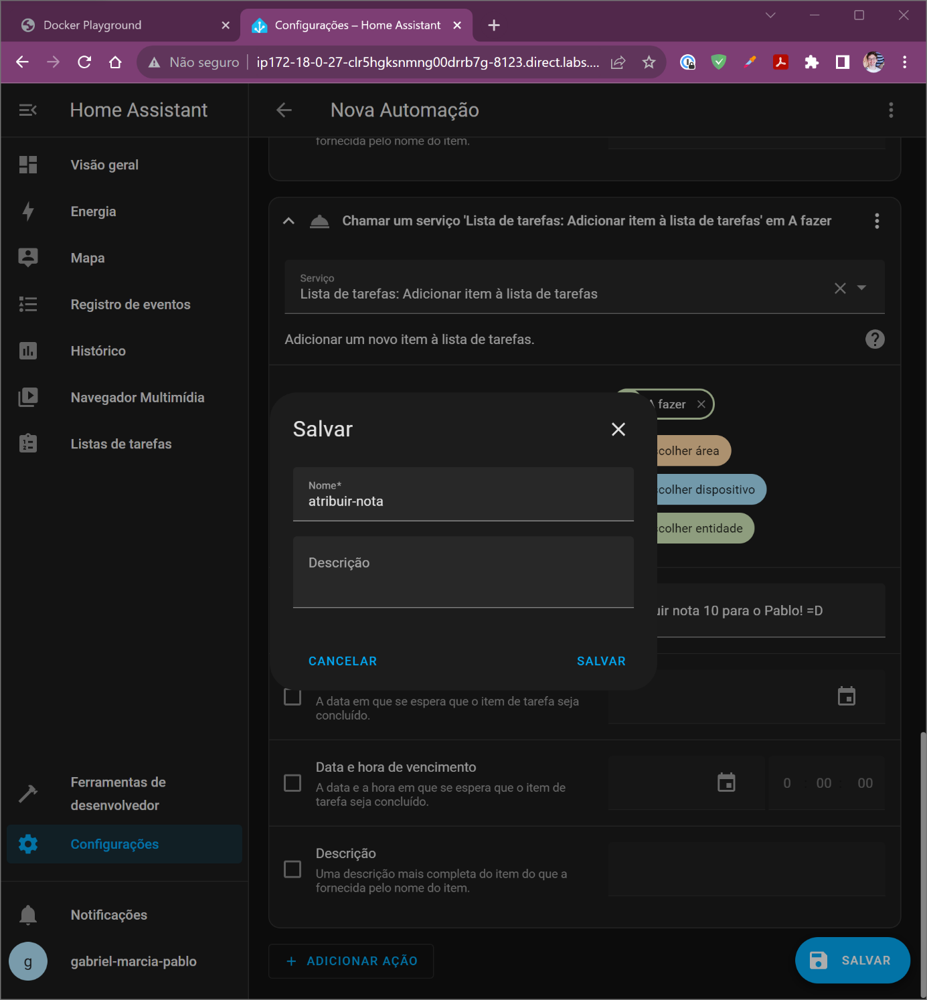 Docker Playground
Configurações – Home Assistant
Não seguro
ip172-18-0-27-clr5hgksnmng00drrb7g-8123.direct.labs....
Home Assistant
Nova Automação
Visão geral
Energia
Mapa
Registro de eventos
Histórico
Navegador Multimídia
Listas de tarefas
Ferramentas de
desenvolvedor
Configurações
Notificações
g
gabriel-marcia-pablo
fornecida pelo nome do item.
Chamar um serviço 'Lista de tarefas: Adicionar item à lista de tarefas' em A fazer
Serviço
Lista de tarefas: Adicionar item à lista de tarefas
Adicionar um novo item à lista de tarefas.
A fazer
scolher área
scolher dispositivo
scolher entidade
Salvar
Nome*
atribuir-nota
Descrição
CANCELAR
SALVAR
uir nota 10 para o Pablo! =D
A data em que se espera que o item de tarefa seja
concluído.
Data e hora de vencimento
A data e a hora em que se espera que o item de
tarefa seja concluído.
0 : 00 : 00
Descrição
Uma descrição mais completa do item do que a
fornecida pelo nome do item.
+ ADICIONAR AÇÃO
SALVAR